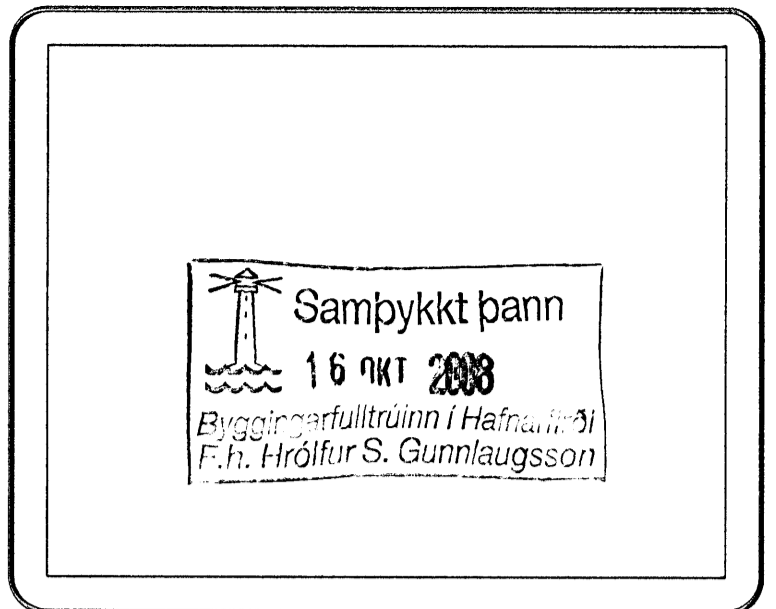 Samþykkt þann
16 OKT 2008
Byggingarfulltrúinn í Hafnarfirði
F.h. Hrólfur S. Gunnlaugsson